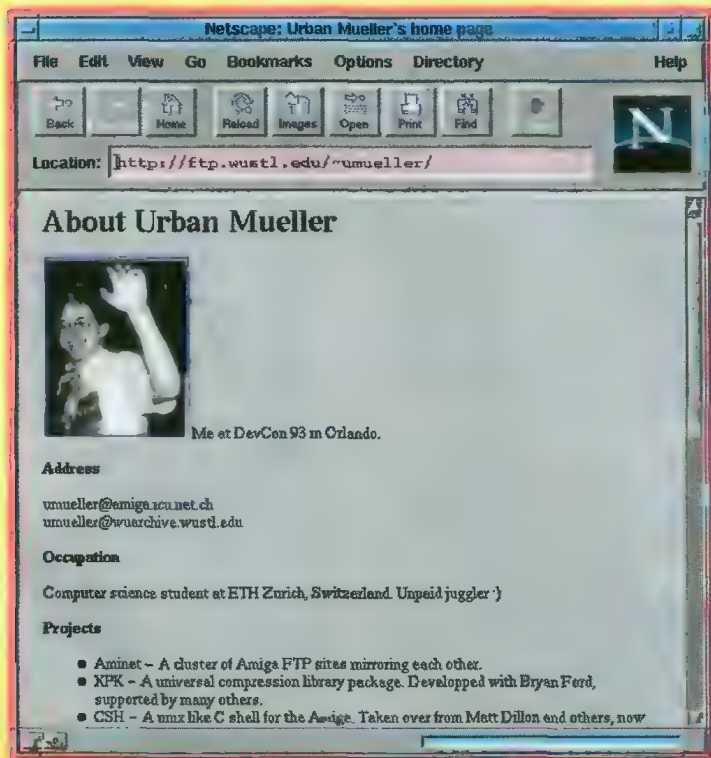 Netscape: Urban Mueller's home page
File Edit View Go Bookmarks Options Directory Help
Back Home Reload Images Open Print Find
Location: http://ftp.wustl.edu/~umueller/
N
About Urban Mueller
Me at DevCon 93 in Orlando.
Address
umueller@amiga.icu.net.ch
umueller@wuarchive.wustl.edu
Occupation
Computer science student at ETH Zurich, Switzerland. Unpaid juggler :)
Projects
Aminet – A cluster of Amiga FTP sites mirroring each other.
XPK – A universal compression library package. Developped with Bryan Ford,
supported by many others.
CSH – A unix like C shell for the Amiga. Taken over from Matt Dillon and others, now